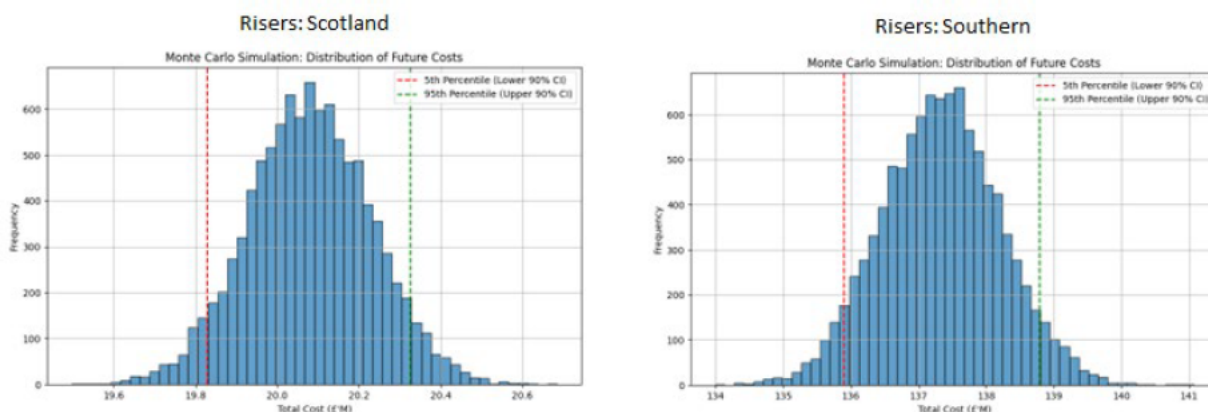 Risers: Scotland
Monte Carlo Simulation: Distribution of Future Costs
5th Percentile (Lower 90% CI)
95th Percentile (Upper 90% CI)
Frequency
600
500
400
300
200
100
0
19.6
19.8
20.0
20.2
20.4
20.6
Total Cost (£'M)
Risers: Southern
Monte Carlo Simulation: Distribution of Future Costs
5th Percentile (Lower 90% CI)
95th Percentile (Upper 90% CI)
Frequency
600
500
400
300
200
100
0
134
135
136
137
138
139
140
141
Total Cost (£'M)